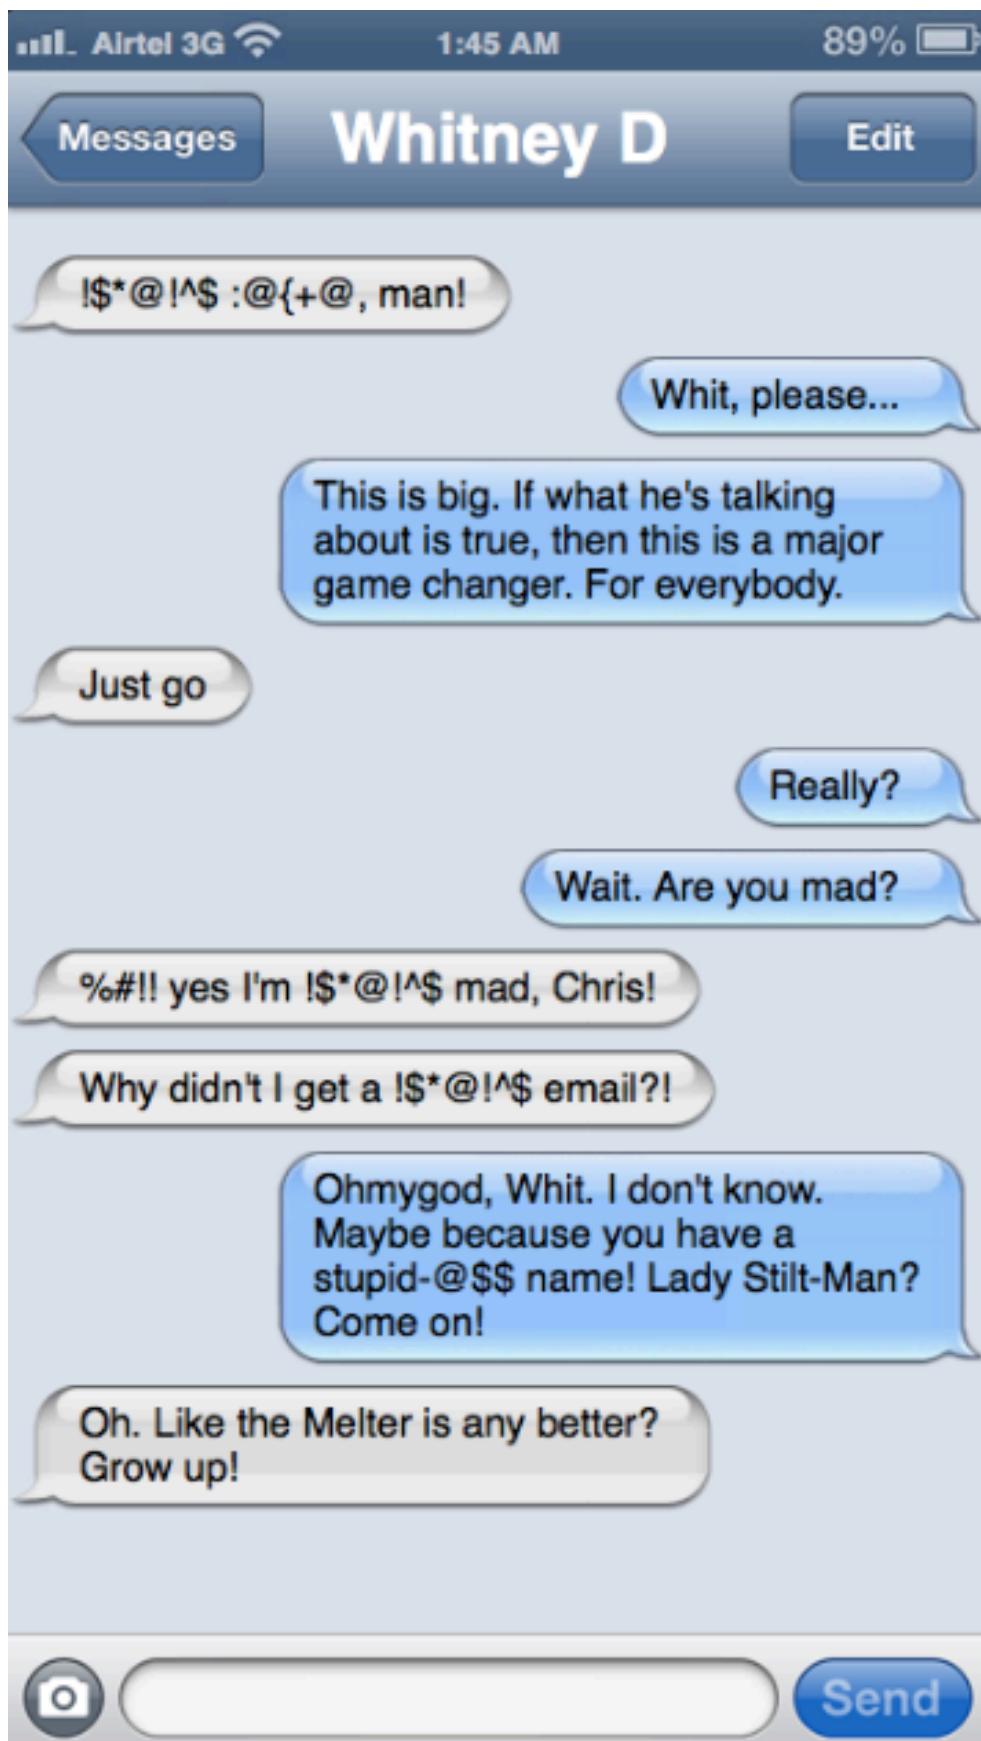 Airtel 3G 1:45 AM 89%
Messages Whitney D Edit
!$*@!^$ :@{+@, man!
Whit, please...
This is big. If what he's talking
about is true, then this is a major
game changer. For everybody.
Just go
Really?
Wait. Are you mad?
%#!! yes I'm !$*@!^$ mad, Chris!
Why didn't I get a !$*@!^$ email?!
Ohmygod, Whit. I don't know.
Maybe because you have a
stupid-@$$ name! Lady Stilt-Man?
Come on!
Oh. Like the Melter is any better?
Grow up!
Send